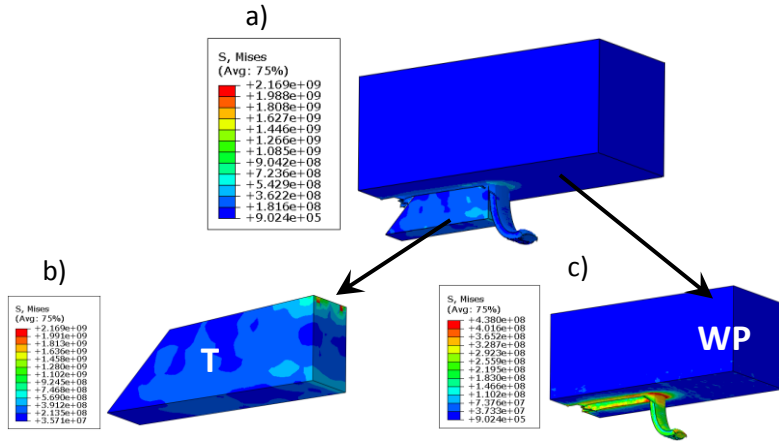 a)
S, Mises
(Avg: 75%)
+2.169e+09
+1.988e+09
+1.808e+09
+1.627e+09
+1.446e+09
+1.266e+09
+1.085e+09
+9.042e+08
+7.236e+08
+5.429e+08
+3.622e+08
+1.816e+08
+9.024e+05
b)
S, Mises
(Avg: 75%)
+2.169e+09
+1.991e+09
+1.813e+09
+1.636e+09
+1.458e+09
+1.280e+09
+1.102e+09
+9.245e+08
+7.468e+08
+5.690e+08
+3.912e+08
+2.135e+08
+3.571e+07
T
c)
S, Mises
(Avg: 75%)
+4.380e+08
+4.016e+08
+3.652e+08
+3.287e+08
+2.923e+08
+2.559e+08
+2.195e+08
+1.830e+08
+1.466e+08
+1.102e+08
+7.376e+07
+3.733e+07
+9.024e+05
WP